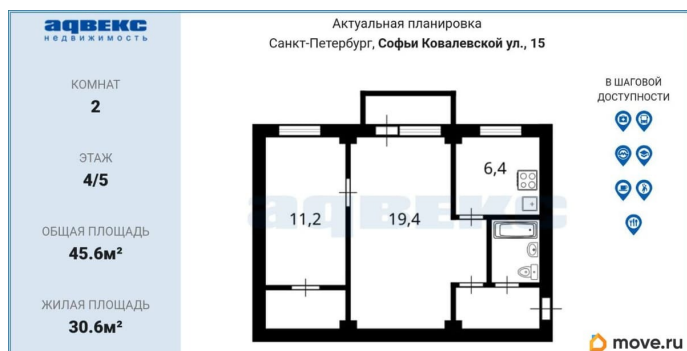 адвекс
недвижимость
КОМНАТ
2
ЭТАЖ
4/5
ОБЩАЯ ПЛОЩАДЬ
45.6м²
ЖИЛАЯ ПЛОЩАДЬ
30.6м²
Актуальная планировка
Санкт-Петербург, Софьи Ковалевской ул., 15
6,4
11,2
19,4
адвекс
В ШАГОВОЙ
ДОСТУПНОСТИ
move.ru